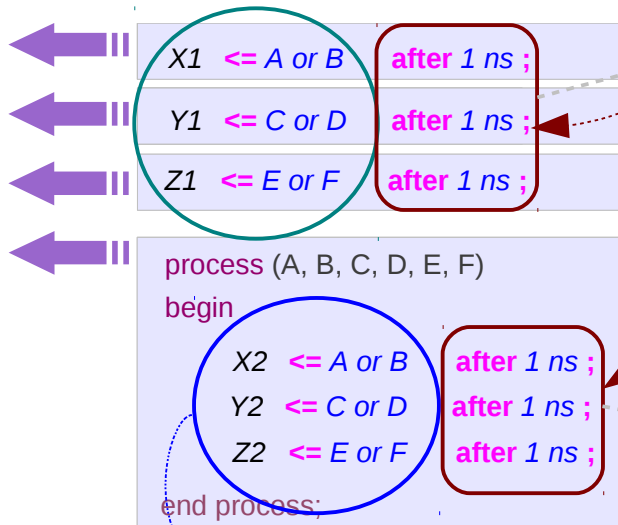 X1 <= A or B after 1 ns ;
Y1 <= C or D after 1 ns ;
Z1 <= E or F after 1 ns ;
process (A, B, C, D, E, F)
begin
X2 <= A or B after 1 ns ;
Y2 <= C or D after 1 ns ;
Z2 <= E or F after 1 ns ;
end process;